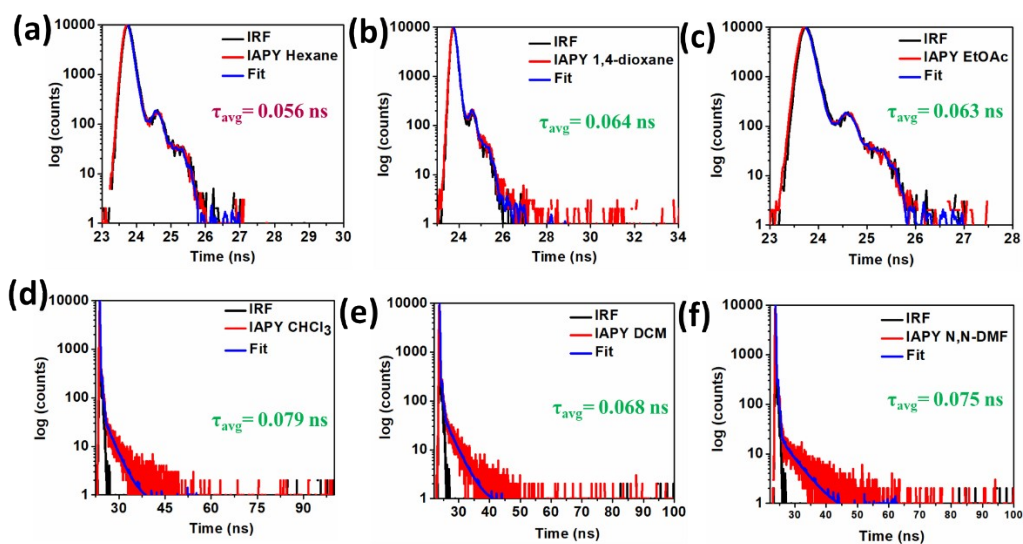 (a)
log (counts)
10000
1000
100
10
1
IRF
IAPY Hexane
Fit
τavg= 0.056 ns
23 24 25 26 27 28 29 30
Time (ns)
(b)
log (counts)
10000
1000
100
10
1
IRF
IAPY 1,4-dioxane
Fit
τavg= 0.064 ns
24 26 28 30 32 34
Time (ns)
(c)
log (counts)
10000
1000
100
10
1
IRF
IAPY EtOAc
Fit
τavg= 0.063 ns
23 24 25 26 27 28
Time (ns)
(d)
log (counts)
10000
1000
100
10
1
IRF
IAPY CHCl3
Fit
τavg= 0.079 ns
30 45 60 75 90
Time (ns)
(e)
log (counts)
10000
1000
100
10
1
IRF
IAPY DCM
Fit
τavg= 0.068 ns
30 40 50 60 70 80 90 100
Time (ns)
(f)
log (counts)
10000
1000
100
10
1
IRF
IAPY N,N-DMF
Fit
τavg= 0.075 ns
30 40 50 60 70 80 90 100
Time (ns)